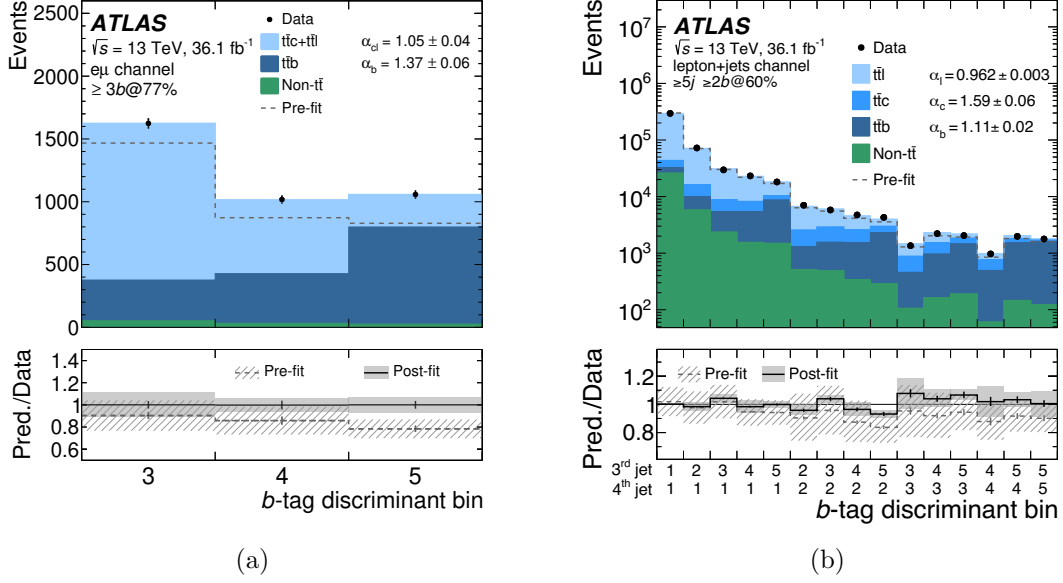 Events
2500
2000
1500
1000
500
0
ATLAS
√s = 13 TeV, 36.1 fb⁻¹
eμ channel
≥ 3b@77%
Data
tt̄c+tt̄l
tt̄b
Non-tt̄
Pre-fit
α_cl = 1.05 ± 0.04
α_b = 1.37 ± 0.06
Pred./Data
1.4
1.2
1
0.8
0.6
Pre-fit
Post-fit
3 4 5
b-tag discriminant bin
(a)
Events
10⁷
10⁶
10⁵
10⁴
10³
10²
ATLAS
√s = 13 TeV, 36.1 fb⁻¹
lepton+jets channel
≥5j ≥2b@60%
Data
tt̄l
tt̄c
tt̄b
Non-tt̄
Pre-fit
α_l = 0.962 ± 0.003
α_c = 1.59 ± 0.06
α_b = 1.11 ± 0.02
Pred./Data
1.2
1
0.8
Pre-fit
Post-fit
3ʳᵈ jet 1 2 3 4 5 2 3 4 5 3 4 5 4 5 5
4ᵗʰ jet 1 1 1 1 1 2 2 2 2 3 3 3 4 4 5
b-tag discriminant bin
(b)